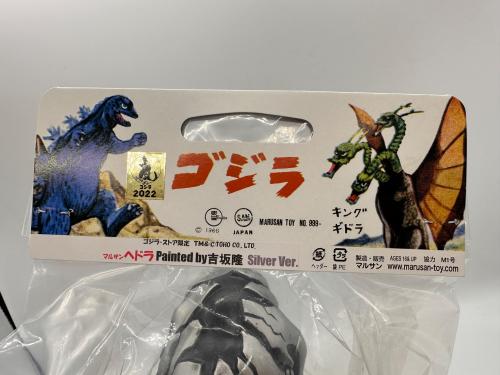 ゴジラ
ゴジラ
2022
© 1966
JAPAN
MARUSAN TOY NO. 999-
キング
ギドラ
ゴジラ・ストア限定 TM & © TOHO CO., LTD.
マルサン ヘドラ Painted by 吉坂隆 Silver Ver.
ヘッダー
袋 PE
製造・販売 AGES 15& UP 協力 M1号
マルサン www.marusan-toy.com